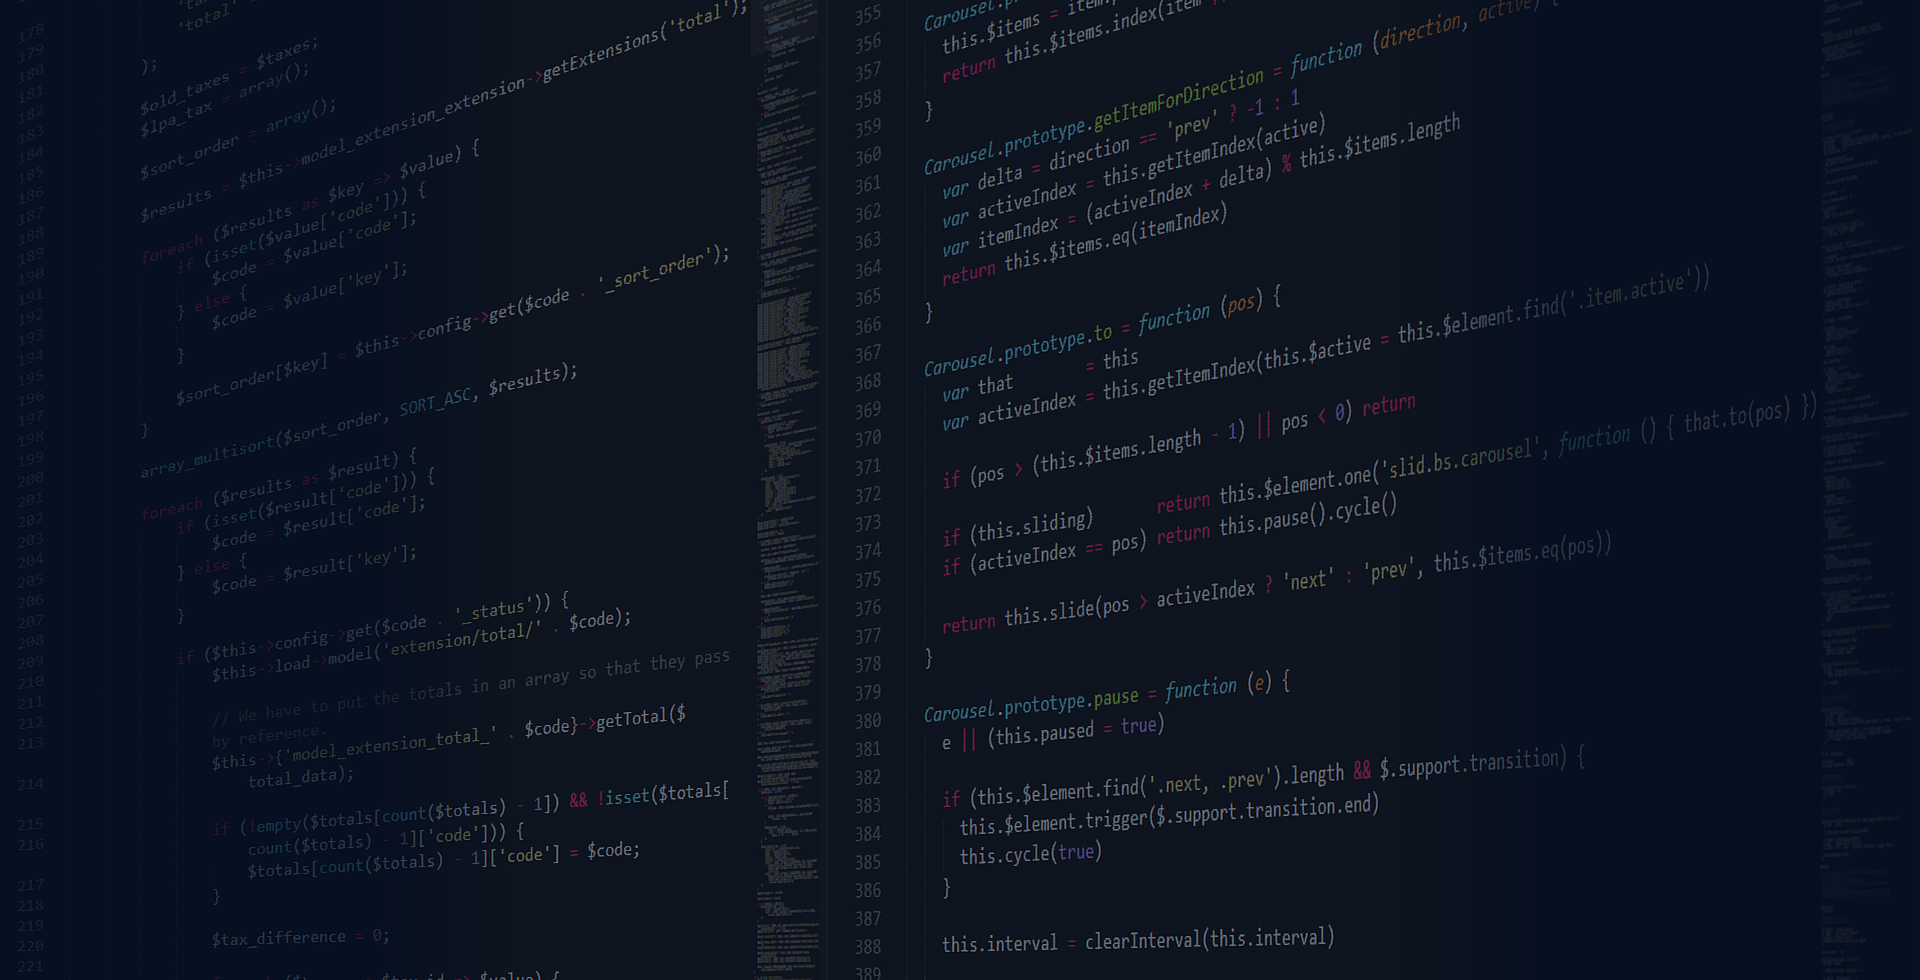 178
179
180
181
182
183
184
185
186
187
188
189
190
191
192
193
194
195
196
197
198
199
200
201
202
203
204
205
206
207
208
209
210
211
212
213
214
215
216
217
218
219
220
221
'total'
'total'
);
$old_taxes = $taxes;
$lpa_tax = array();
$sort_order = array();
$results = $this->model_extension_extension->getExtensions('total');
foreach ($results as $key => $value) {
if (isset($value['code'])) {
$code = $value['code'];
} else {
$code = $value['key'];
}
$sort_order[$key] = $this->config->get($code . '_sort_order');
}
array_multisort($sort_order, SORT_ASC, $results);
foreach ($results as $result) {
if (isset($result['code'])) {
$code = $result['code'];
} else {
$code = $result['key'];
}
if ($this->config->get($code . '_status')) {
$this->load->model('extension/total/' . $code);
// We have to put the totals in an array so that they pass
by reference.
$this->{'model_extension_total_' . $code}->getTotal($
total_data);
if (!empty($totals[count($totals) - 1]) && !isset($totals[
count($totals) - 1]['code'])) {
$totals[count($totals) - 1]['code'] = $code;
}
$tax_difference = 0;
$value) {
355
356
357
358
359
360
361
362
363
364
365
366
367
368
369
370
371
372
373
374
375
376
377
378
379
380
381
382
383
384
385
386
387
388
389
this.$items =
return this.$items.index(item
}
Carousel.prototype.getItemForDirection = function (direction, active) {
var delta = direction == 'prev' ? -1 : 1
var activeIndex = this.getItemIndex(active)
var itemIndex = (activeIndex + delta) % this.$items.length
return this.$items.eq(itemIndex)
}
Carousel.prototype.to = function (pos) {
var that = this
var activeIndex = this.getItemIndex(this.$active = this.$element.find('.item.active'))
if (pos > (this.$items.length - 1) || pos < 0) return
if (this.sliding) return this.$element.one('slid.bs.carousel', function () { that.to(pos) })
if (activeIndex == pos) return this.pause().cycle()
return this.slide(pos > activeIndex ? 'next' : 'prev', this.$items.eq(pos))
}
Carousel.prototype.pause = function (e) {
e || (this.paused = true)
if (this.$element.find('.next, .prev').length && $.support.transition) {
this.$element.trigger($.support.transition.end)
this.cycle(true)
}
this.interval = clearInterval(this.interval)